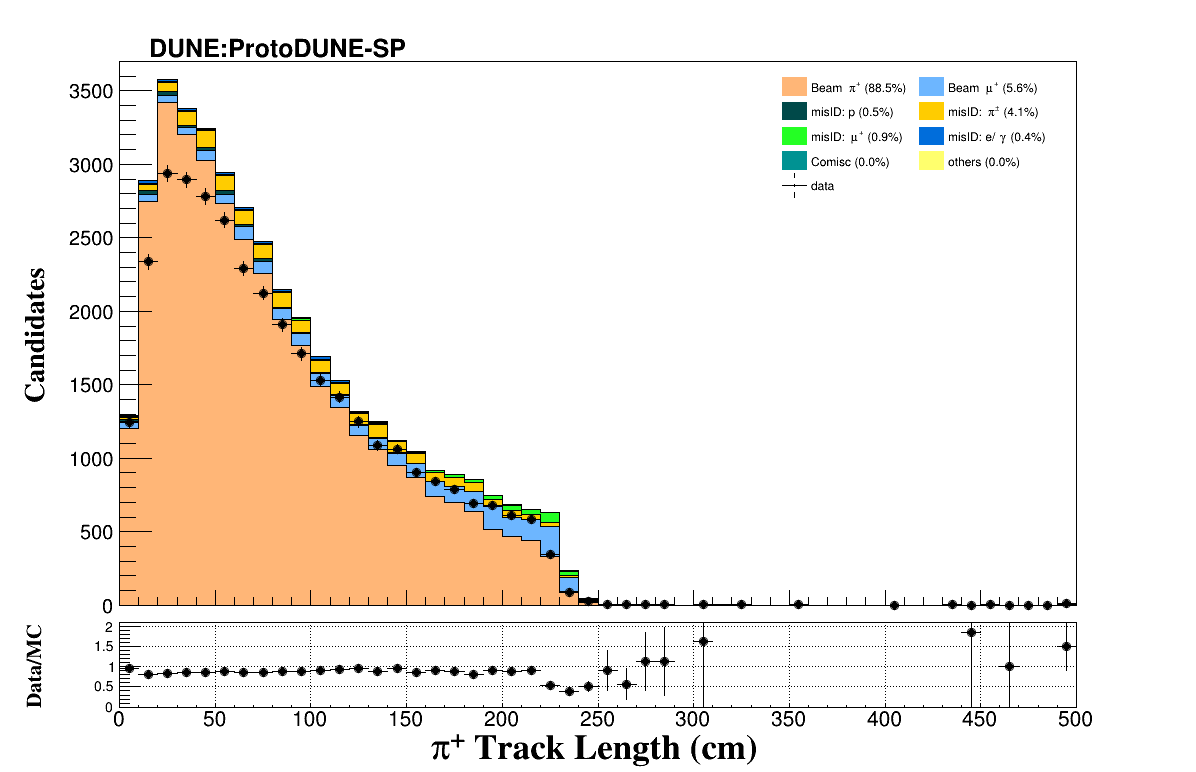 DUNE:ProtoDUNE-SP
Candidates
3500
3000
2500
2000
1500
1000
500
0
Beam π⁺ (88.5%)
Beam μ⁺ (5.6%)
misID: p (0.5%)
misID: π± (4.1%)
misID: μ⁺ (0.9%)
misID: e/ γ (0.4%)
Comisc (0.0%)
others (0.0%)
data
Data/MC
2
1.5
1
0.5
0
0 50 100 150 200 250 300 350 400 450 500
π⁺ Track Length (cm)